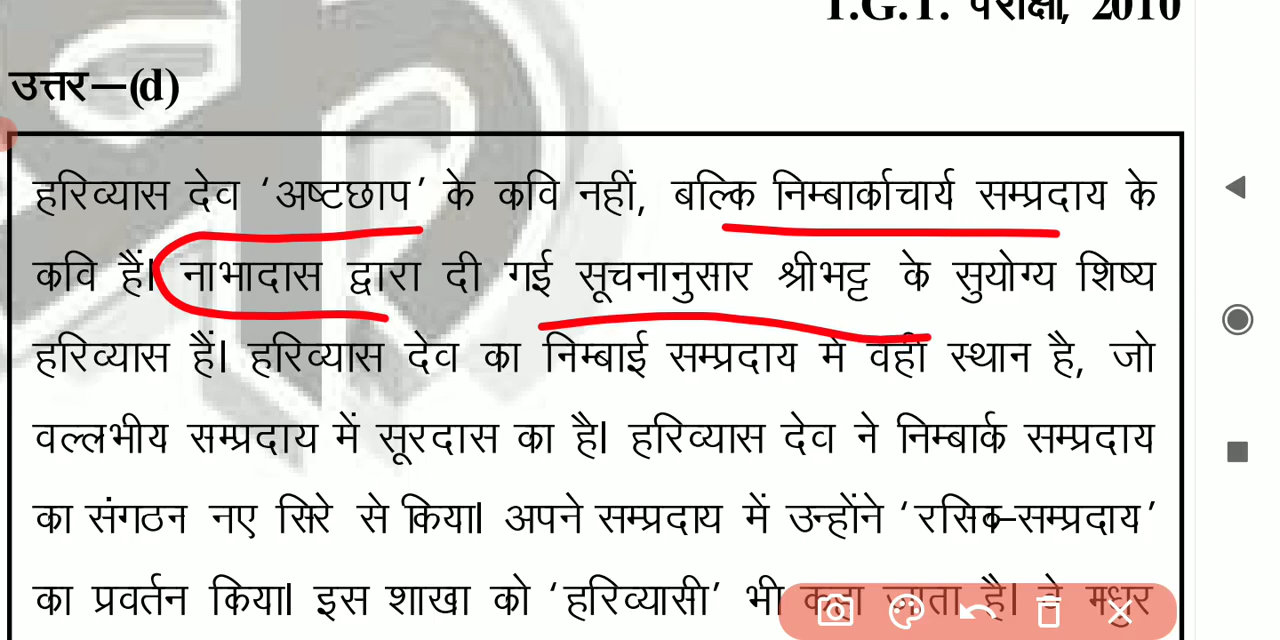 T.G.T. परीक्षा, 2010
उत्तर—(d)
हरिव्यास देव ‘अष्टछाप’ के कवि नहीं, बल्कि निम्बार्काचार्य सम्प्रदाय के
कवि हैं। नाभादास द्वारा दी गई सूचनानुसार श्रीभट्ट के सुयोग्य शिष्य
हरिव्यास हैं। हरिव्यास देव का निम्बाई सम्प्रदाय में वही स्थान है, जो
वल्लभीय सम्प्रदाय में सूरदास का है। हरिव्यास देव ने निम्बार्क सम्प्रदाय
का संगठन नए सिरे से किया। अपने सम्प्रदाय में उन्होंने ‘रसिक-सम्प्रदाय’
का प्रवर्तन किया। इस शाखा को ‘हरिव्यासी’ भी कहा जाता है। वे मधुर